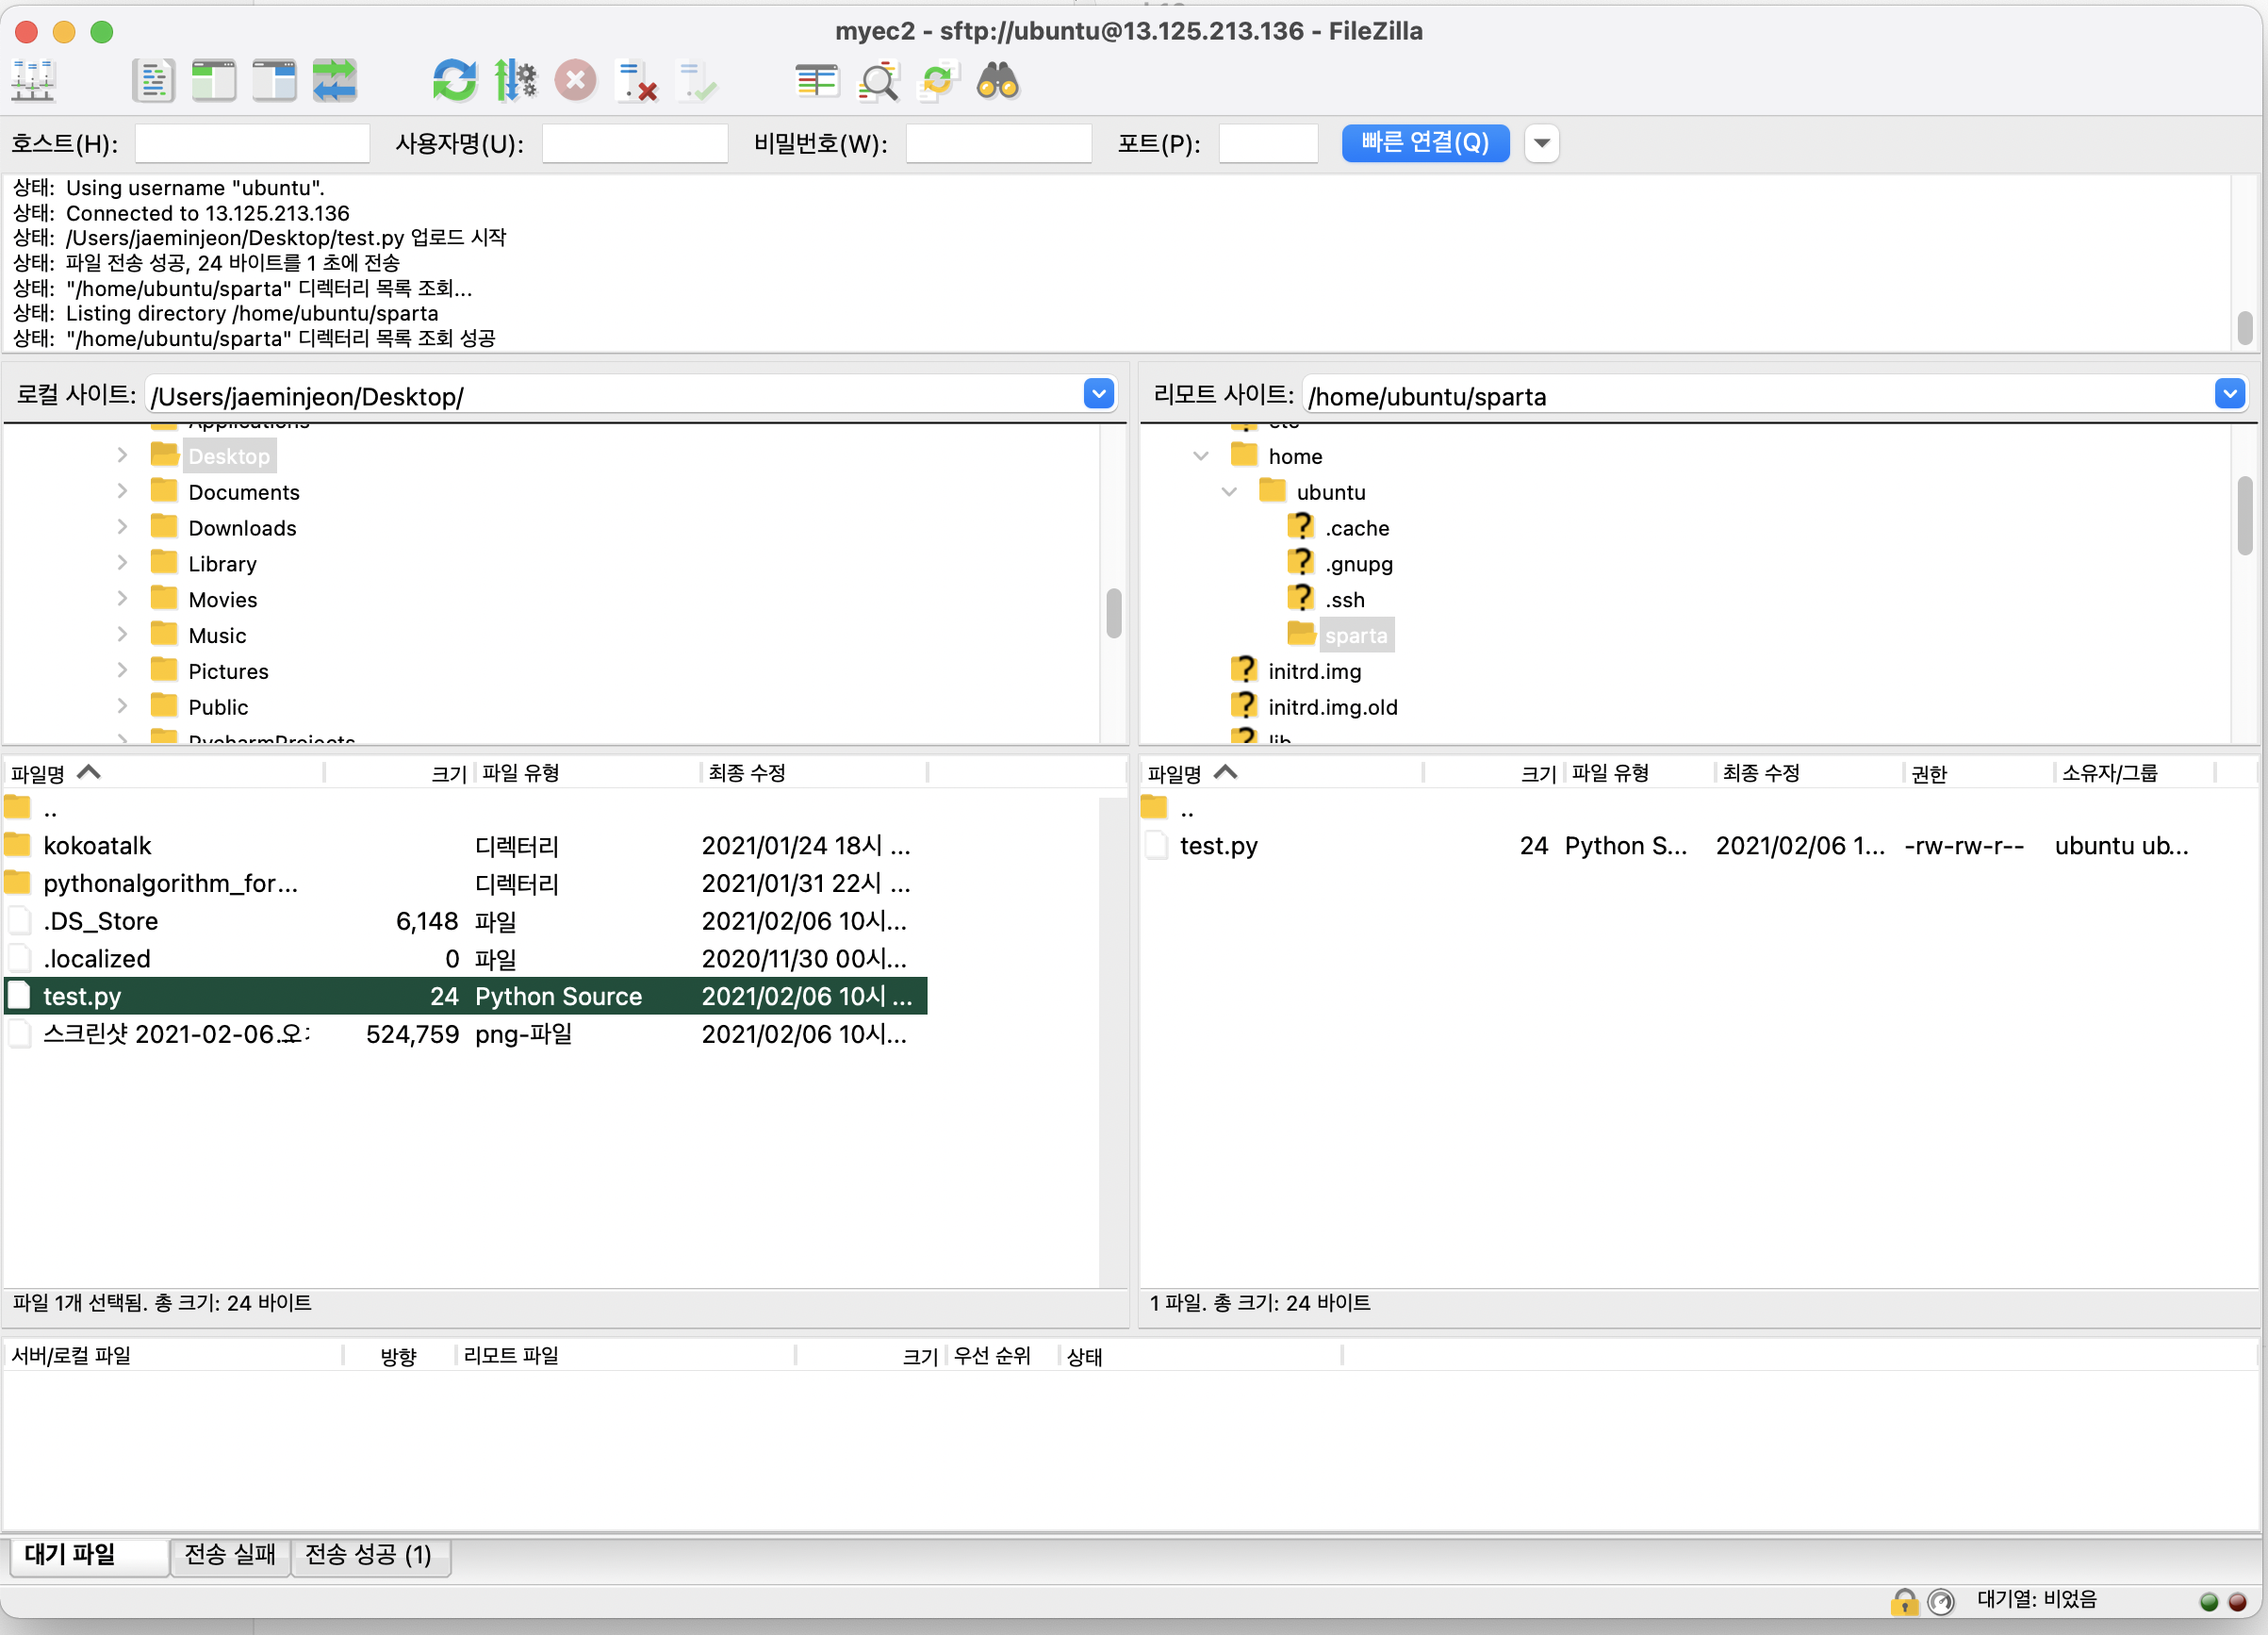 myec2 - sftp://ubuntu@13.125.213.136 - FileZilla
호스트(H): 사용자명(U): 비밀번호(W): 포트(P): 빠른 연결(Q)
상태: Using username "ubuntu".
상태: Connected to 13.125.213.136
상태: /Users/jaeminjeon/Desktop/test.py 업로드 시작
상태: 파일 전송 성공, 24 바이트를 1 초에 전송
상태: "/home/ubuntu/sparta" 디렉터리 목록 조회...
상태: Listing directory /home/ubuntu/sparta
상태: "/home/ubuntu/sparta" 디렉터리 목록 조회 성공
로컬 사이트: /Users/jaeminjeon/Desktop/
Applications
Desktop
Documents
Downloads
Library
Movies
Music
Pictures
Public
PycharmProjects
리모트 사이트: /home/ubuntu/sparta
etc
home
ubuntu
.cache
.gnupg
.ssh
sparta
initrd.img
initrd.img.old
lib
파일명 크기 파일 유형 최종 수정
..
kokoatalk 디렉터리 2021/01/24 18시 ...
pythonalgorithm_for... 디렉터리 2021/01/31 22시 ...
.DS_Store 6,148 파일 2021/02/06 10시...
.localized 0 파일 2020/11/30 00시...
test.py 24 Python Source 2021/02/06 10시 ...
스크린샷 2021-02-06... 524,759 png-파일 2021/02/06 10시...
파일 1개 선택됨. 총 크기: 24 바이트
파일명 크기 파일 유형 최종 수정 권한 소유자/그룹
..
test.py 24 Python S... 2021/02/06 1... -rw-rw-r-- ubuntu ub...
1 파일. 총 크기: 24 바이트
서버/로컬 파일 방향 리모트 파일 크기 우선 순위 상태
대기 파일 전송 실패 전송 성공 (1)
대기열: 비었음